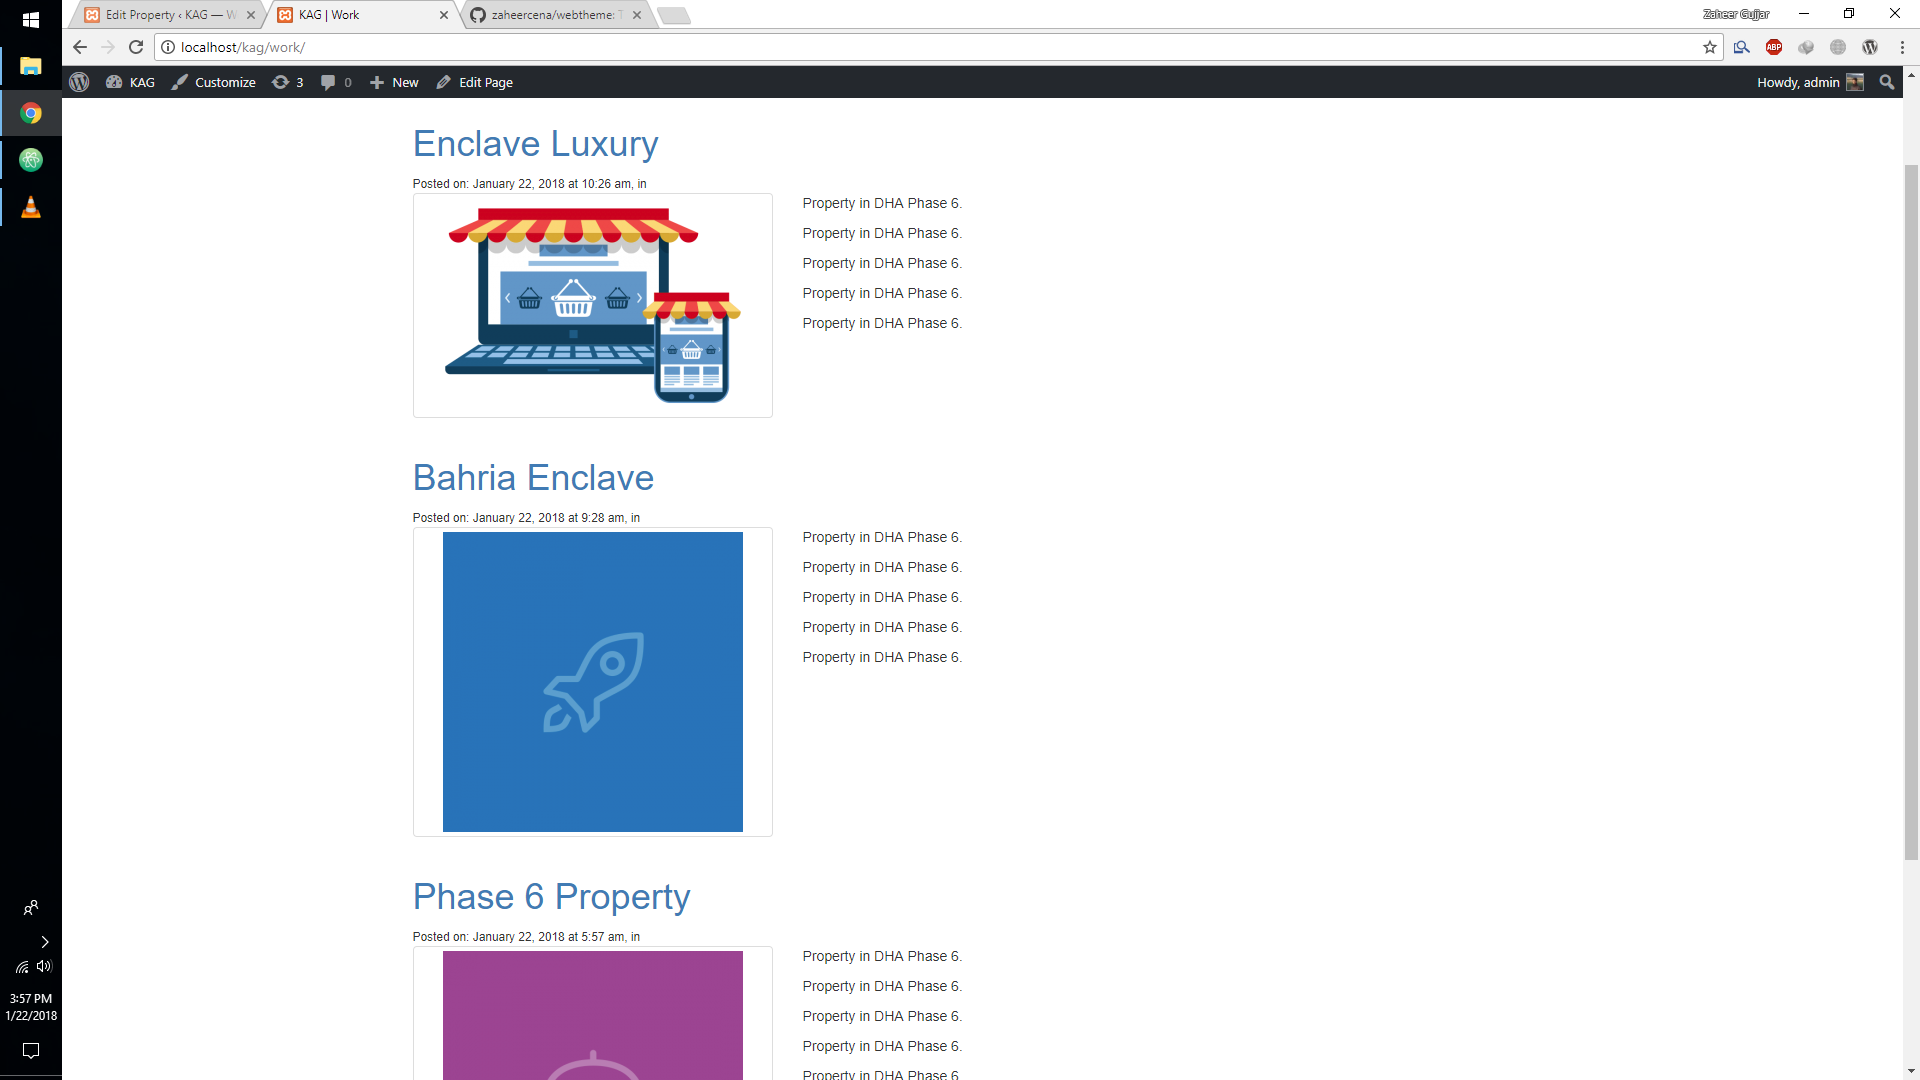 Edit Property ‹ KAG — W
KAG | Work
zaheercena/webtheme: T
Zaheer Gujjar
localhost/kag/work/
ABP
KAG
Customize
3
0
New
Edit Page
Howdy, admin
Enclave Luxury
Posted on: January 22, 2018 at 10:26 am, in
Property in DHA Phase 6.
Property in DHA Phase 6.
Property in DHA Phase 6.
Property in DHA Phase 6.
Property in DHA Phase 6.
Bahria Enclave
Posted on: January 22, 2018 at 9:28 am, in
Property in DHA Phase 6.
Property in DHA Phase 6.
Property in DHA Phase 6.
Property in DHA Phase 6.
Property in DHA Phase 6.
Phase 6 Property
Posted on: January 22, 2018 at 5:57 am, in
Property in DHA Phase 6.
Property in DHA Phase 6.
Property in DHA Phase 6.
Property in DHA Phase 6.
Property in DHA Phase 6.
3:57 PM
1/22/2018